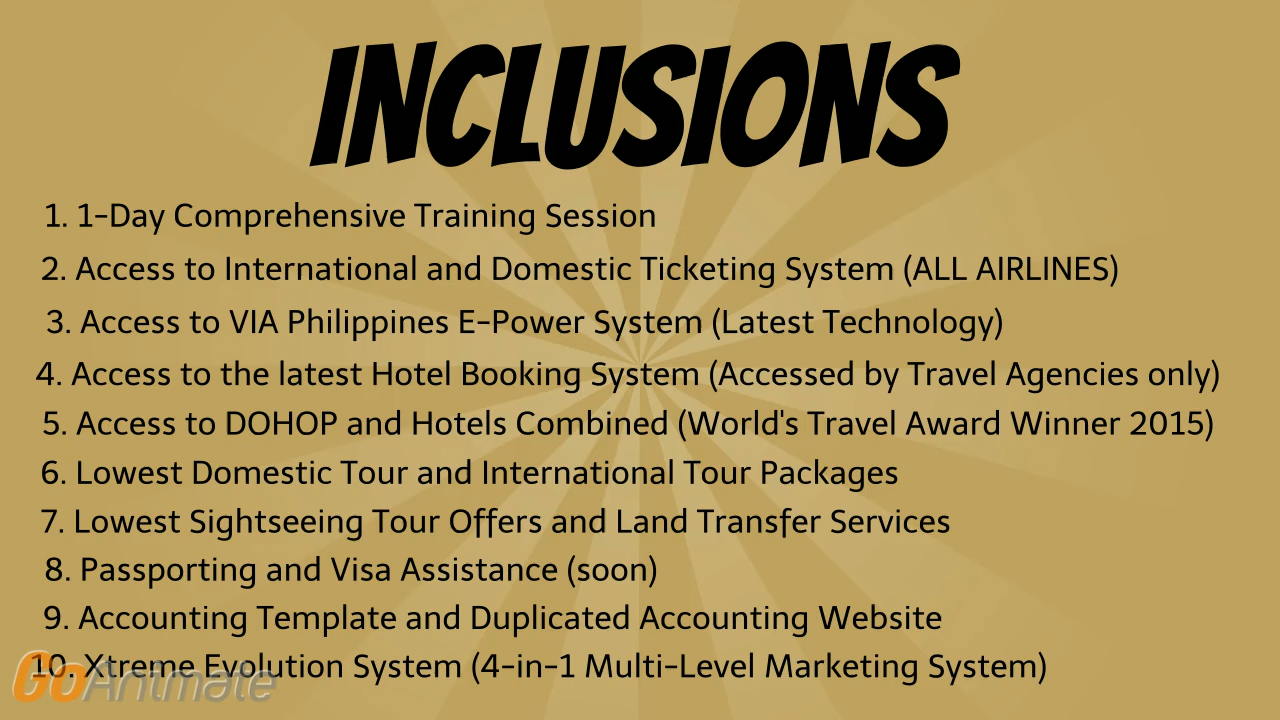 INCLUSIONS
1. 1-Day Comprehensive Training Session
2. Access to International and Domestic Ticketing System (ALL AIRLINES)
3. Access to VIA Philippines E-Power System (Latest Technology)
4. Access to the latest Hotel Booking System (Accessed by Travel Agencies only)
5. Access to DOHOP and Hotels Combined (World's Travel Award Winner 2015)
6. Lowest Domestic Tour and International Tour Packages
7. Lowest Sightseeing Tour Offers and Land Transfer Services
8. Passporting and Visa Assistance (soon)
9. Accounting Template and Duplicated Accounting Website
10. Xtreme Evolution System (4-in-1 Multi-Level Marketing System)
GoAnimate